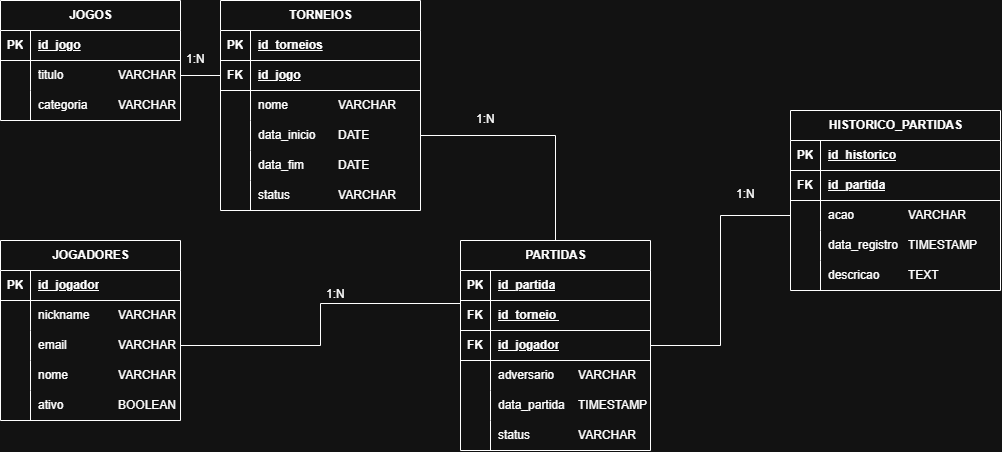 JOGOS
PK id_jogo
titulo VARCHAR
categoria VARCHAR
1:N
TORNEIOS
PK id_torneios
FK id_jogo
nome VARCHAR
data_inicio DATE
data_fim DATE
status VARCHAR
1:N
HISTORICO_PARTIDAS
PK id_historico
FK id_partida
acao VARCHAR
data_registro TIMESTAMP
descricao TEXT
1:N
JOGADORES
PK id_jogador
nickname VARCHAR
email VARCHAR
nome VARCHAR
ativo BOOLEAN
1:N
PARTIDAS
PK id_partida
FK id_torneio
FK id_jogador
adversario VARCHAR
data_partida TIMESTAMP
status VARCHAR